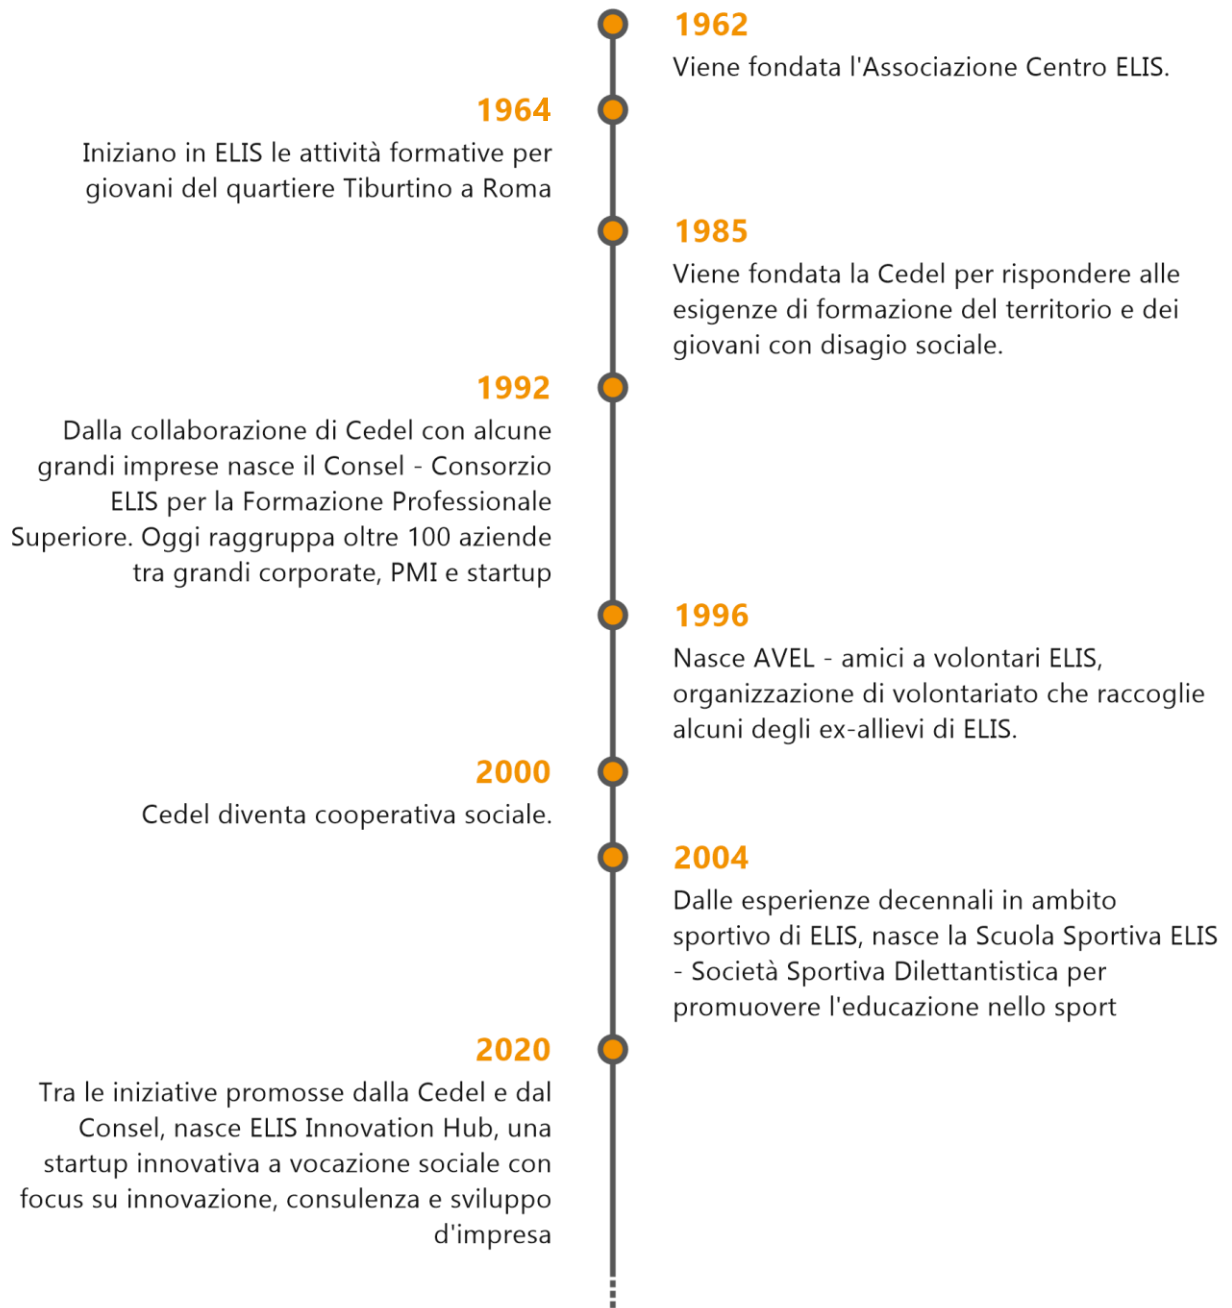 1962
Viene fondata l'Associazione Centro ELIS.
1964
Iniziano in ELIS le attività formative per
giovani del quartiere Tiburtino a Roma
1985
Viene fondata la Cedel per rispondere alle
esigenze di formazione del territorio e dei
giovani con disagio sociale.
1992
Dalla collaborazione di Cedel con alcune
grandi imprese nasce il Consel - Consorzio
ELIS per la Formazione Professionale
Superiore. Oggi raggruppa oltre 100 aziende
tra grandi corporate, PMI e startup
1996
Nasce AVEL - amici a volontari ELIS,
organizzazione di volontariato che raccoglie
alcuni degli ex-allievi di ELIS.
2000
Cedel diventa cooperativa sociale.
2004
Dalle esperienze decennali in ambito
sportivo di ELIS, nasce la Scuola Sportiva ELIS
- Società Sportiva Dilettantistica per
promuovere l'educazione nello sport
2020
Tra le iniziative promosse dalla Cedel e dal
Consel, nasce ELIS Innovation Hub, una
startup innovativa a vocazione sociale con
focus su innovazione, consulenza e sviluppo
d'impresa